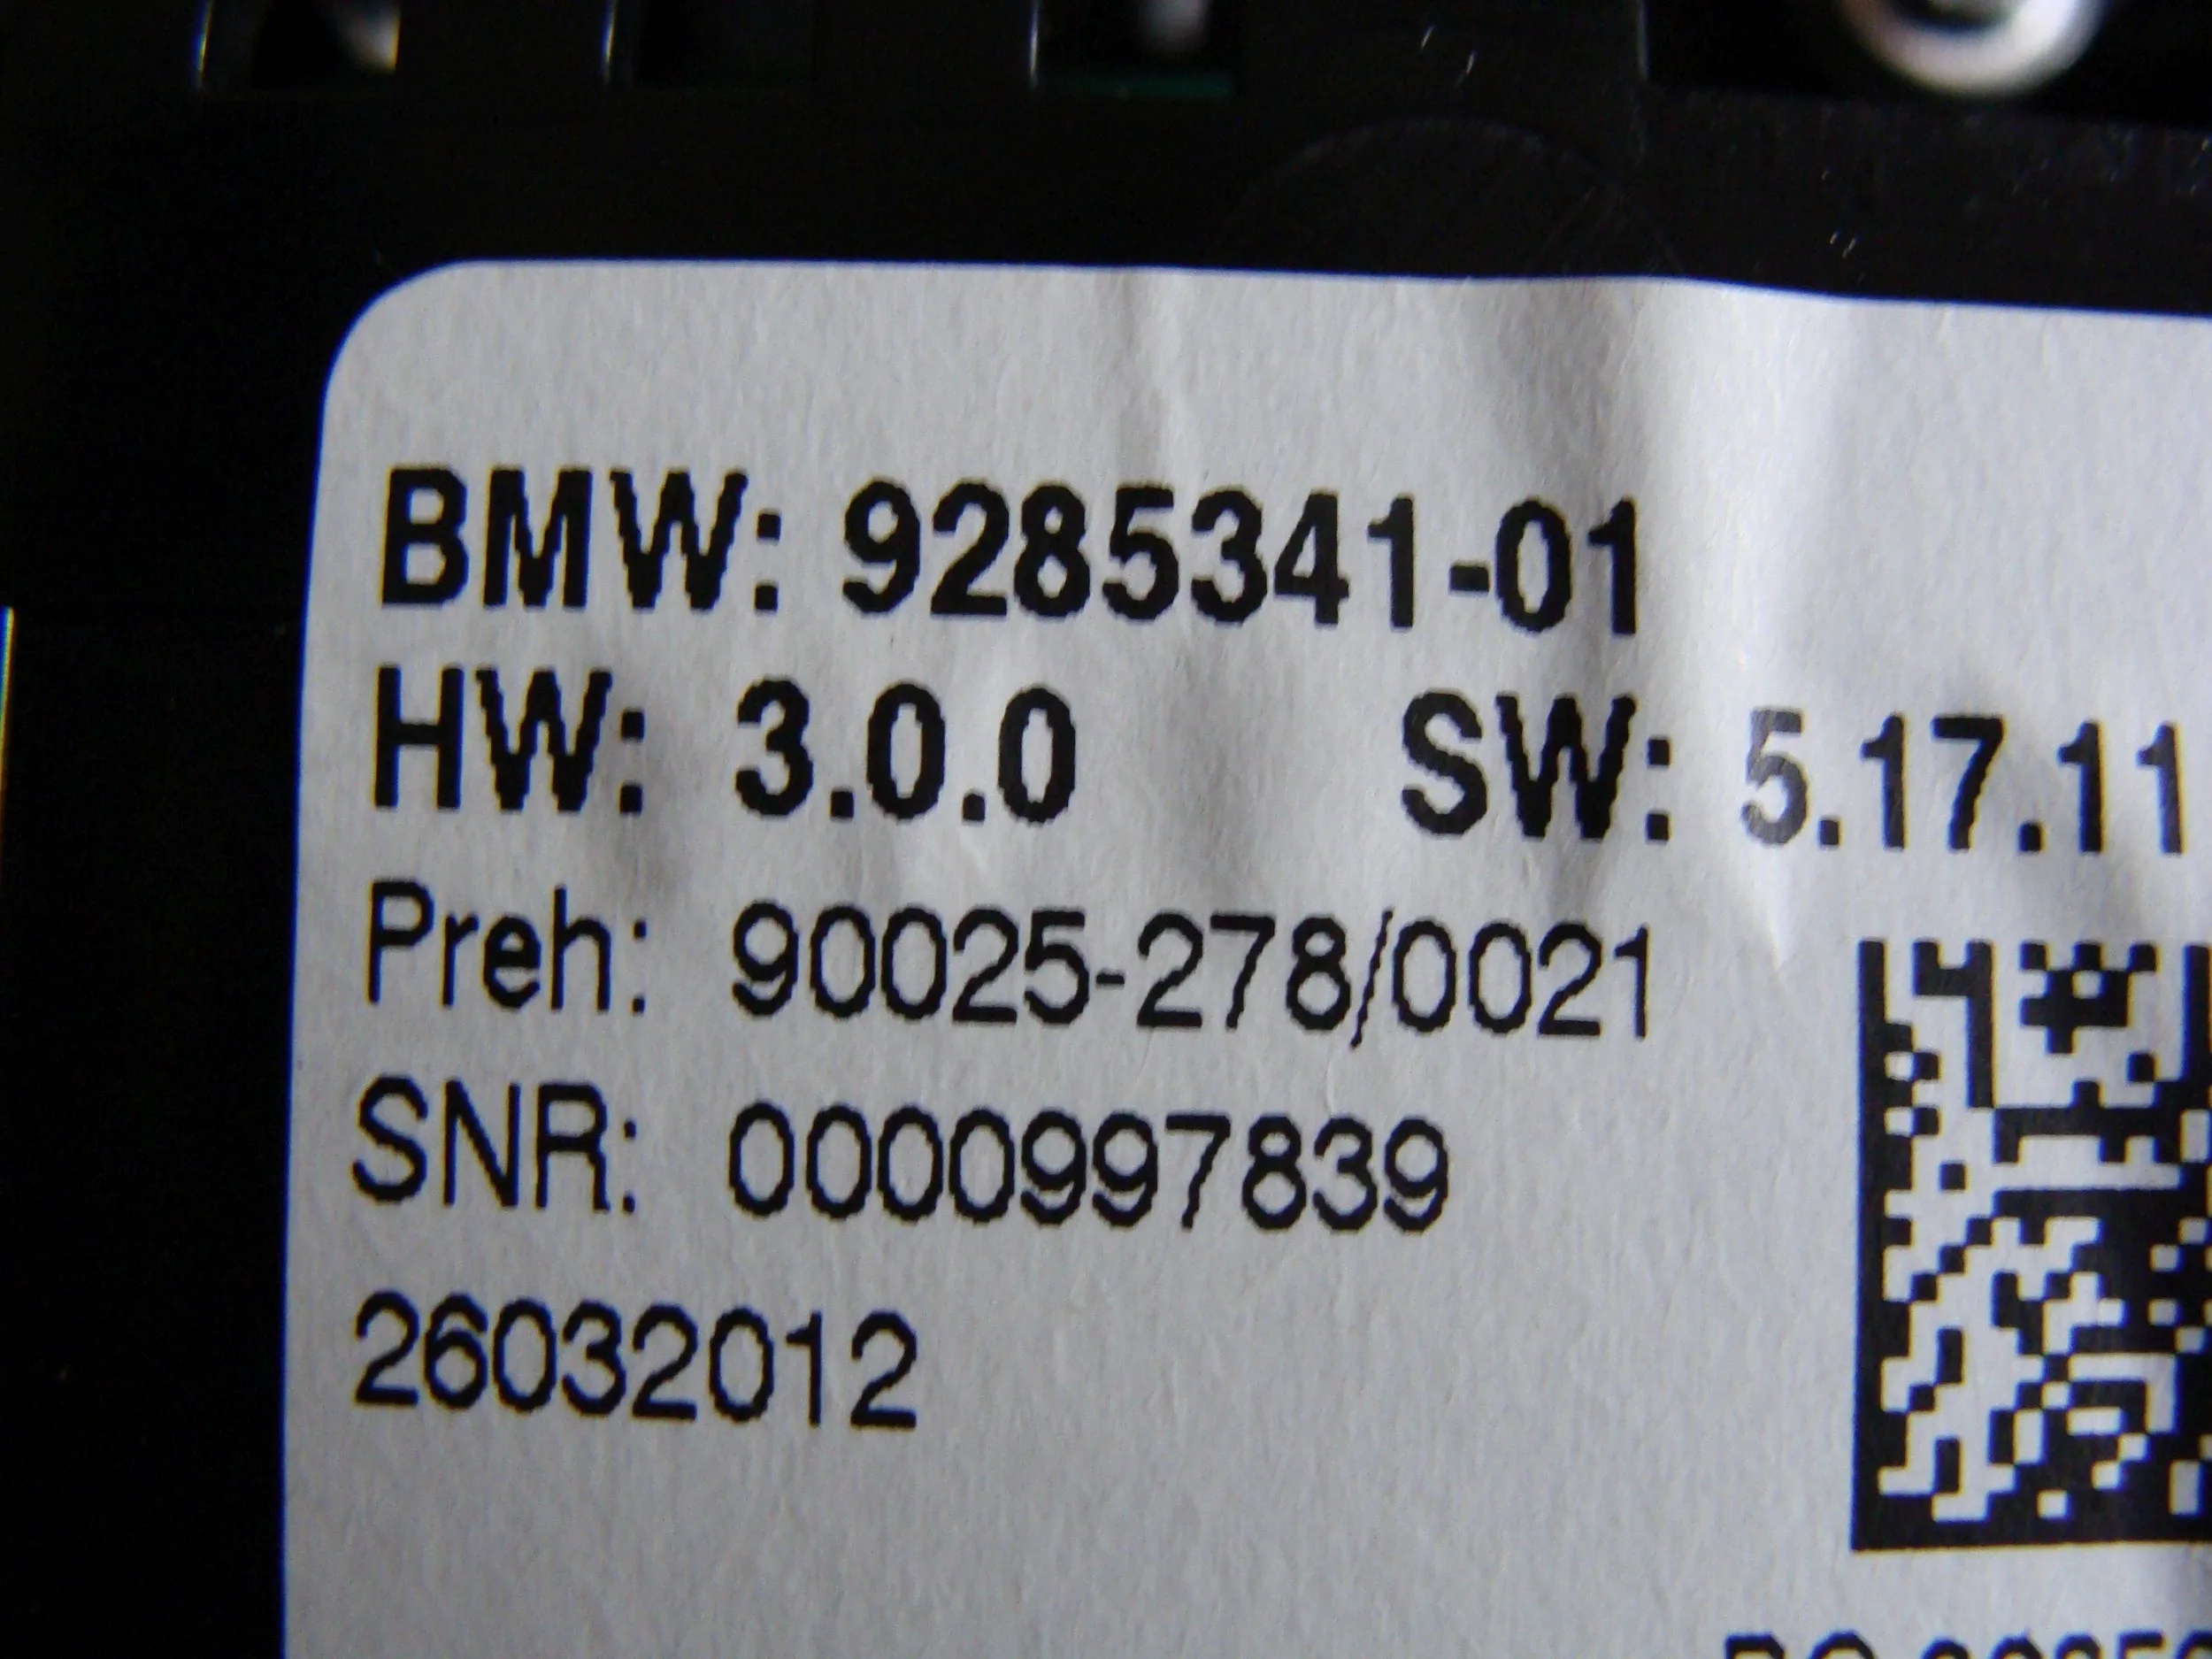 BMW: 9285341-01
HW: 3.0.0 SW: 5.17.11
Preh: 90025-278/0021
SNR: 0000997839
26032012